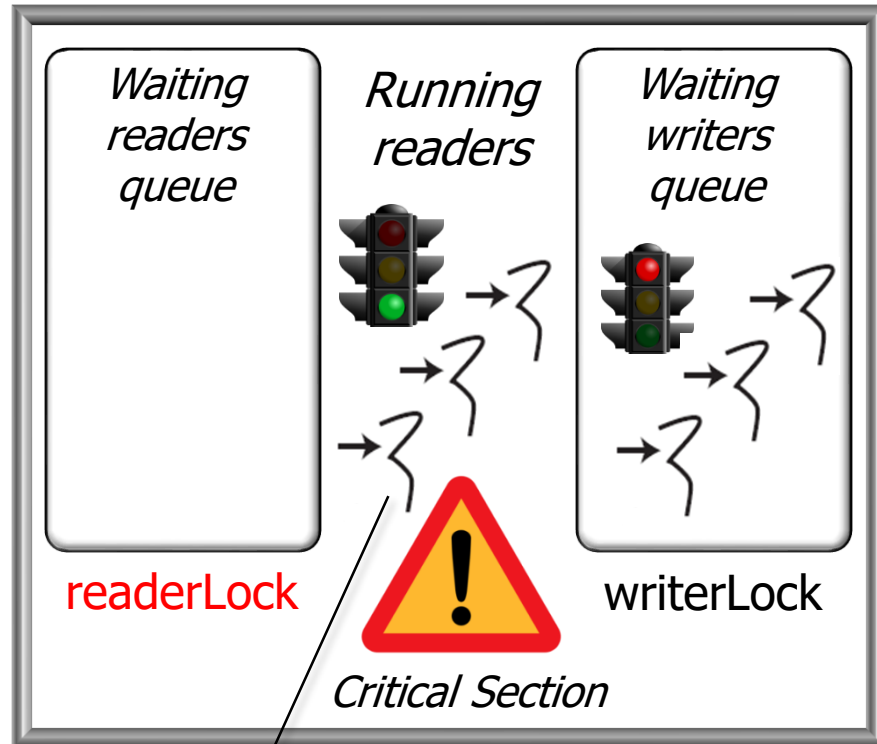 Waiting
readers
queue
Running
readers
Waiting
writers
queue
readerLock
writerLock
Critical Section